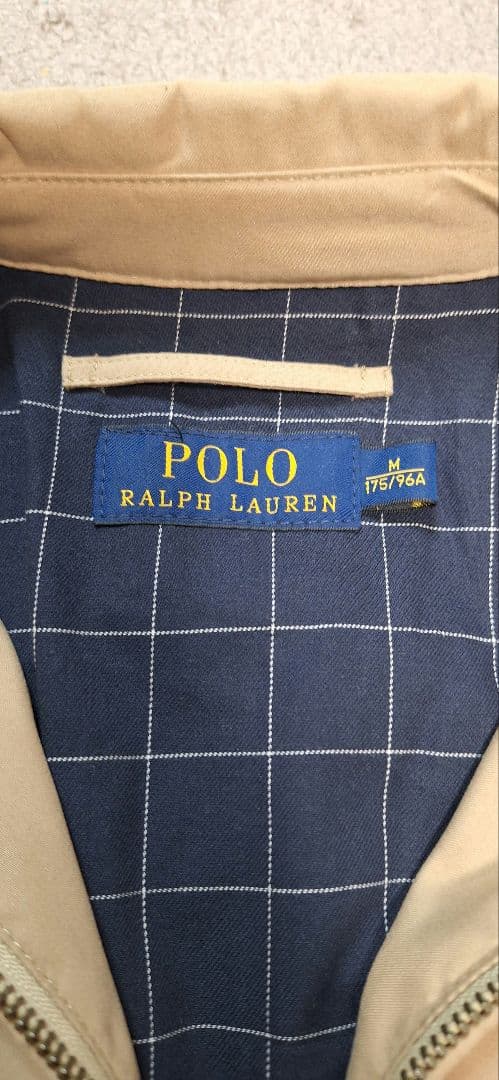 POLO
RALPH LAUREN
M
175/96A